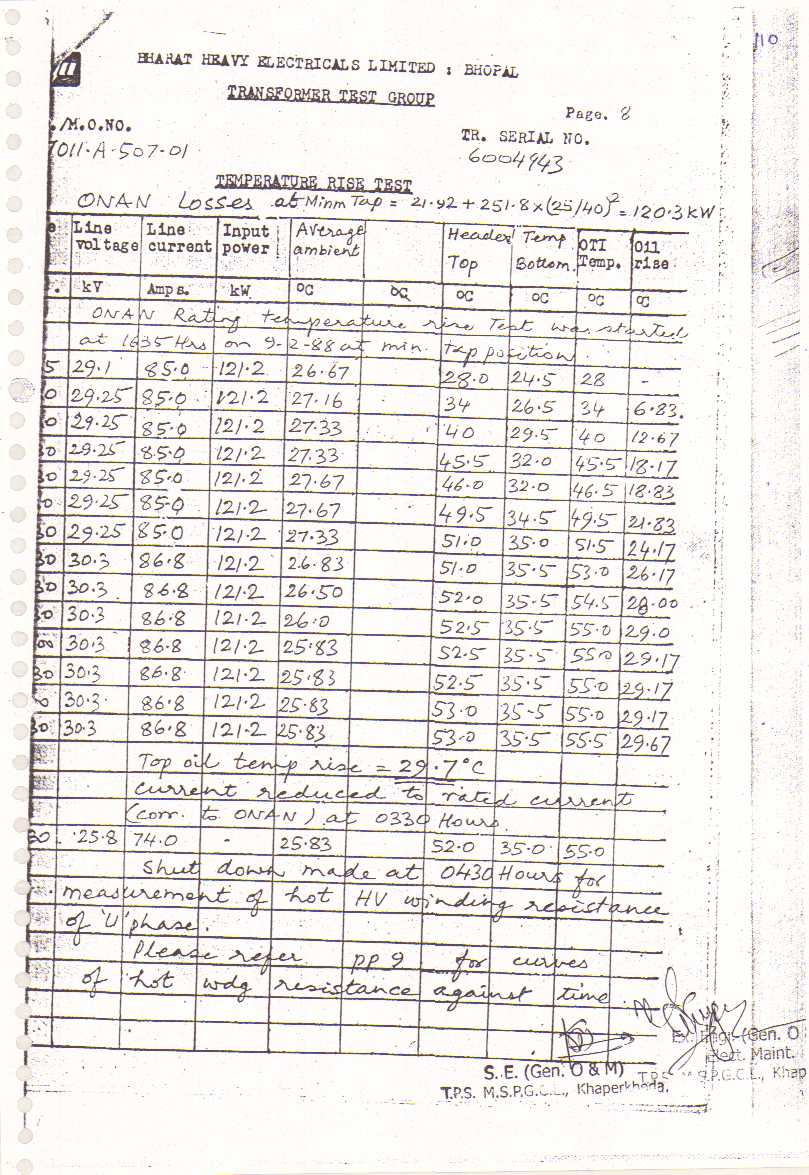 110
BHARAT HEAVY ELECTRICALS LIMITED : BHOPAL
TRANSFORMER TEST GROUP
Page. 8
./M.O.NO.
TR. SERIAL NO.
7011-A-507-01
6004943
TEMPERATURE RISE TEST
ONAN Losses at Minm Tap = 21.92 + 251.8 x (25/40)² = 120.3 kW
e Line voltage Line current Input power Average ambient Header Temp Top Bottom. OTI Temp. Oil rise
. kV Amps. kW °C °C °C °C °C °C
ONAN Rating temperature rise Test was started
at 1635 Hrs on 9-2-88 at min. Tap position
5 29.1 85.0 121.2 26.67 28.0 24.5 28 -
0 29.25 85.0 121.2 27.16 34 26.5 34 6.83.
0 29.25 85.0 121.2 27.33 40 29.5 40 12.67
30 29.25 85.0 121.2 27.33 45.5 32.0 45.5 18.17
30 29.25 85.0 121.2 27.67 46.0 32.0 46.5 18.83
0 29.25 85.0 121.2 27.67 49.5 34.5 49.5 21.83
30 29.25 85.0 121.2 27.33 51.0 35.0 51.5 24.17
30 30.3 86.8 121.2 26.83 51.0 35.5 53.0 26.17
30 30.3 86.8 121.2 26.50 52.0 35.5 54.5 28.00
30 30.3 86.8 121.2 26.0 52.5 35.5 55.0 29.0
00 30.3 86.8 121.2 25.83 52.5 35.5 55.0 29.17
30 30.3 86.8 121.2 25.83 52.5 35.5 55.0 29.17
0 30.3 86.8 121.2 25.83 53.0 35.5 55.0 29.17
30 30.3 86.8 121.2 25.83 53.0 35.5 55.5 29.67
Top oil temp rise = 29.7°C
current reduced to rated current
(corr. to ONAN) at 0330 Hours.
30 25.8 74.0 - 25.83 52.0 35.0 55.0
Shut down made at 0430 Hours for
measurement of hot HV winding resistance
of 'U' phase.
Please refer pp 9 for curves
of hot wdg resistance against time
Ex. Engr. (Gen. O
Elect. Maint.
S.E. (Gen. O & M)
T.P.S. M.S.P.G.C.L., Khap
T.P.S. M.S.P.G.C.L., Khaperkheda.